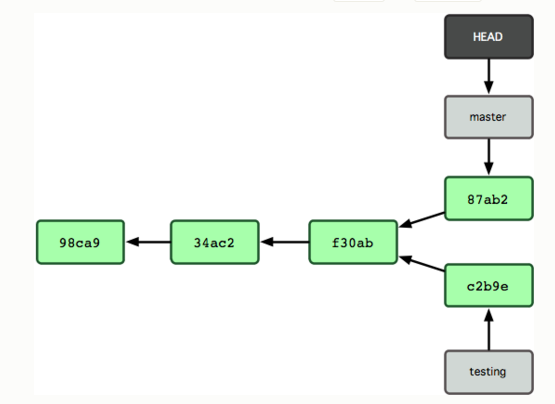 HEAD
master
87ab2
98ca9
34ac2
f30ab
c2b9e
testing